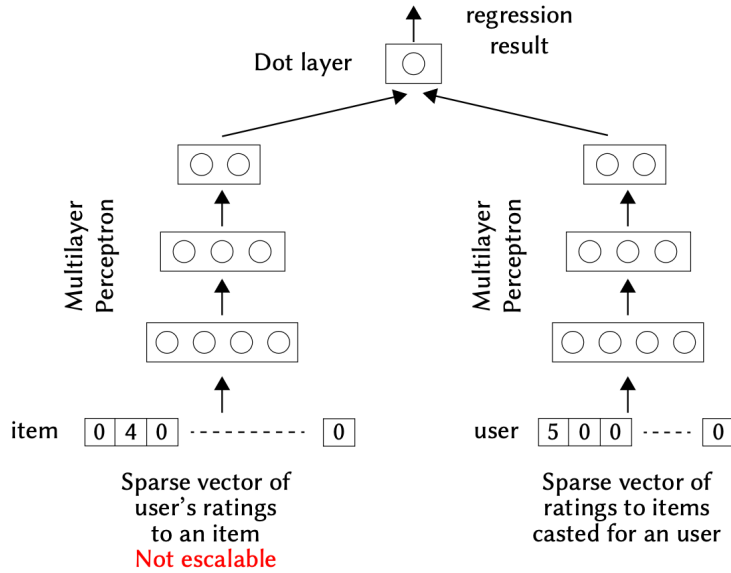 regression
result
Dot layer
Multilayer
Perceptron
Multilayer
Perceptron
item 0 4 0 0
user 5 0 0 0
Sparse vector of
user's ratings
to an item
Not escalable
Sparse vector of
ratings to items
casted for an user